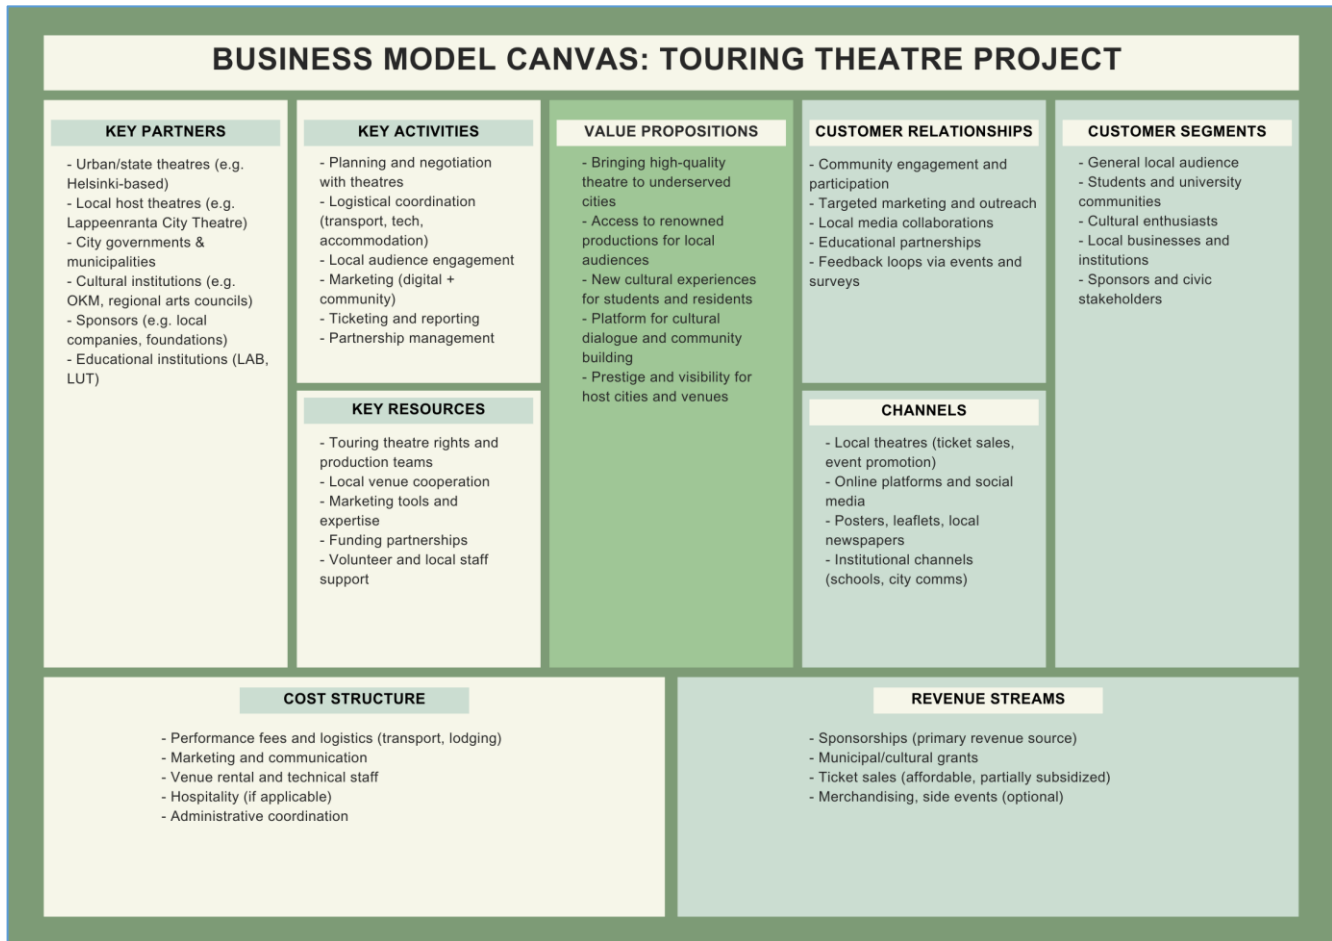 BUSINESS MODEL CANVAS: TOURING THEATRE PROJECT
KEY PARTNERS
- Urban/state theatres (e.g.
Helsinki-based)
- Local host theatres (e.g.
Lappeenranta City Theatre)
- City governments &
municipalities
- Cultural institutions (e.g.
OKM, regional arts councils)
- Sponsors (e.g. local
companies, foundations)
- Educational institutions (LAB,
LUT)
KEY ACTIVITIES
- Planning and negotiation
with theatres
- Logistical coordination
(transport, tech,
accommodation)
- Local audience engagement
- Marketing (digital +
community)
- Ticketing and reporting
- Partnership management
KEY RESOURCES
- Touring theatre rights and
production teams
- Local venue cooperation
- Marketing tools and
expertise
- Funding partnerships
- Volunteer and local staff
support
VALUE PROPOSITIONS
- Bringing high-quality
theatre to underserved
cities
- Access to renowned
productions for local
audiences
- New cultural experiences
for students and residents
- Platform for cultural
dialogue and community
building
- Prestige and visibility for
host cities and venues
CUSTOMER RELATIONSHIPS
- Community engagement and
participation
- Targeted marketing and outreach
- Local media collaborations
- Educational partnerships
- Feedback loops via events and
surveys
CHANNELS
- Local theatres (ticket sales,
event promotion)
- Online platforms and social
media
- Posters, leaflets, local
newspapers
- Institutional channels
(schools, city comms)
CUSTOMER SEGMENTS
- General local audience
- Students and university
communities
- Cultural enthusiasts
- Local businesses and
institutions
- Sponsors and civic
stakeholders
COST STRUCTURE
- Performance fees and logistics (transport, lodging)
- Marketing and communication
- Venue rental and technical staff
- Hospitality (if applicable)
- Administrative coordination
REVENUE STREAMS
- Sponsorships (primary revenue source)
- Municipal/cultural grants
- Ticket sales (affordable, partially subsidized)
- Merchandising, side events (optional)